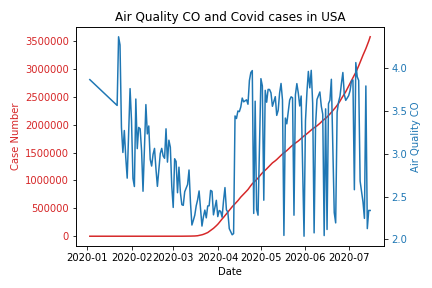 Air Quality CO and Covid cases in USA
3500000
3000000
2500000
2000000
1500000
1000000
500000
0
Case Number
4.0
3.5
3.0
2.5
2.0
Air Quality CO
2020-01 2020-02 2020-03 2020-04 2020-05 2020-06 2020-07
Date